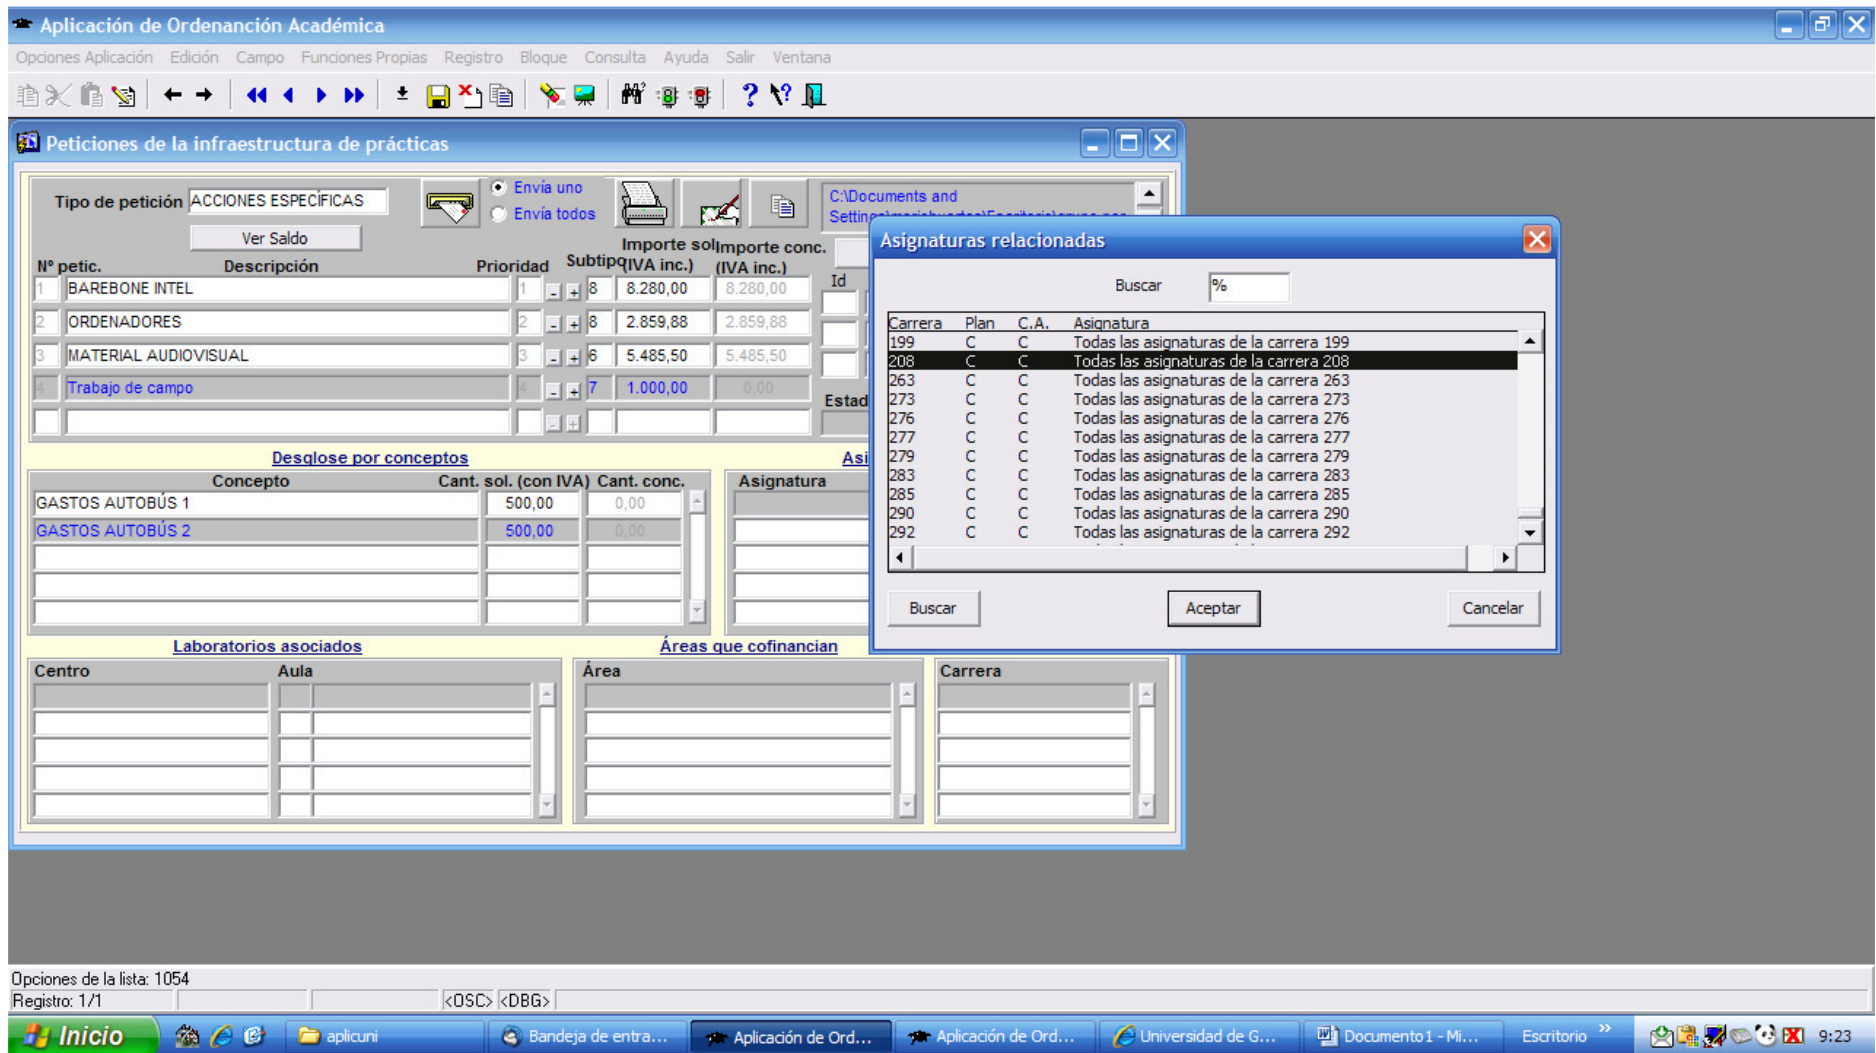 Aplicación de Ordenanción Académica
Opciones Aplicación Edición Campo Funciones Propias Registro Bloque Consulta Ayuda Salir Ventana
Peticiones de la infraestructura de prácticas
Tipo de petición ACCIONES ESPECÍFICAS
Envía uno
Envía todos
C:\Documents and
Ver Saldo
Nº petic. Descripción Prioridad Subtipo Importe sol (IVA inc.) Importe conc. (IVA inc.) Id
1 BAREBONE INTEL 1 - + 8 8.280,00 8.280,00
2 ORDENADORES 2 - + 8 2.859,88 2.859,88
3 MATERIAL AUDIOVISUAL 3 - + 6 5.485,50 5.485,50
4 Trabajo de campo 4 - + 7 1.000,00 0,00
- +
Estad
Desglose por conceptos
Concepto Cant. sol. (con IVA) Cant. conc.
GASTOS AUTOBÚS 1 500,00 0,00
GASTOS AUTOBÚS 2 500,00 0,00
Asi
Asignatura
Laboratorios asociados
Centro Aula
Áreas que cofinancian
Área
Carrera
Asignaturas relacionadas
Buscar %
Carrera Plan C.A. Asignatura
199 C C Todas las asignaturas de la carrera 199
208 C C Todas las asignaturas de la carrera 208
263 C C Todas las asignaturas de la carrera 263
273 C C Todas las asignaturas de la carrera 273
276 C C Todas las asignaturas de la carrera 276
277 C C Todas las asignaturas de la carrera 277
279 C C Todas las asignaturas de la carrera 279
283 C C Todas las asignaturas de la carrera 283
285 C C Todas las asignaturas de la carrera 285
290 C C Todas las asignaturas de la carrera 290
292 C C Todas las asignaturas de la carrera 292
Buscar Aceptar Cancelar
Opciones de la lista: 1054
Registro: 1/1 <OSC> <DBG>
Inicio aplicuni Bandeja de entra... Aplicación de Ord... Aplicación de Ord... Universidad de G... Documento1 - Mi... Escritorio » 9:23